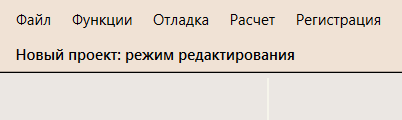 Файл Функции Отладка Расчет Регистрация
Новый проект: режим редактирования